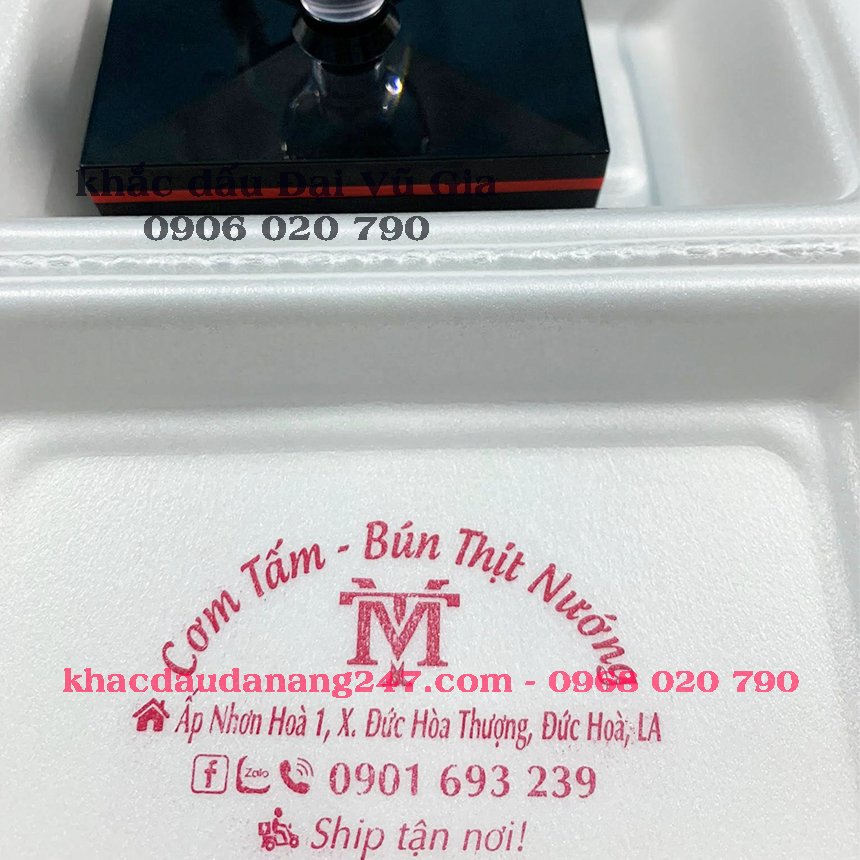 khắc dấu Đại Vũ Gia
0906 020 790
Cơm Tấm - Bún Thịt Nướng
TM
khacdaudanang247.com - 0968 020 790
Ấp Nhơn Hoà 1, X. Đức Hòa Thượng, Đức Hoà, LA
f Zalo 0901 693 239
Ship tận nơi!